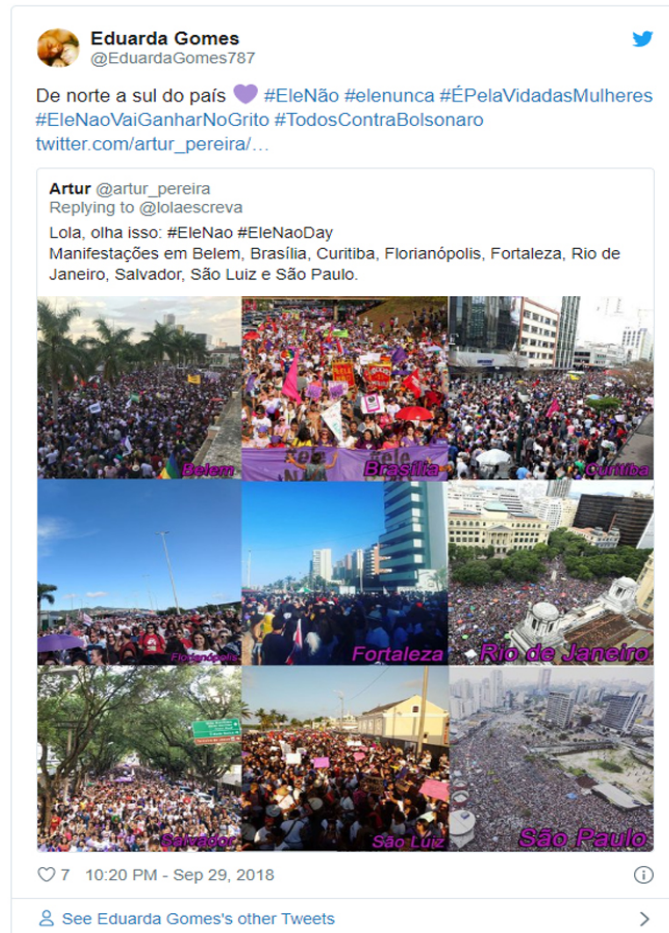 Eduarda Gomes
@EduardaGomes787
De norte a sul do país 💜 #EleNão #elenunca #ÉPelaVidadasMulheres
#EleNaoVaiGanharNoGrito #TodosContraBolsonaro
twitter.com/artur_pereira/…
Artur @artur_pereira
Replying to @lolaescreva
Lola, olha isso: #EleNao #EleNaoDay
Manifestações em Belem, Brasília, Curitiba, Florianópolis, Fortaleza, Rio de
Janeiro, Salvador, São Luiz e São Paulo.
Belem
Brasília
Curitiba
Florianópolis
Fortaleza
Rio de Janeiro
Salvador
São Luiz
São Paulo
7 10:20 PM - Sep 29, 2018
See Eduarda Gomes's other Tweets